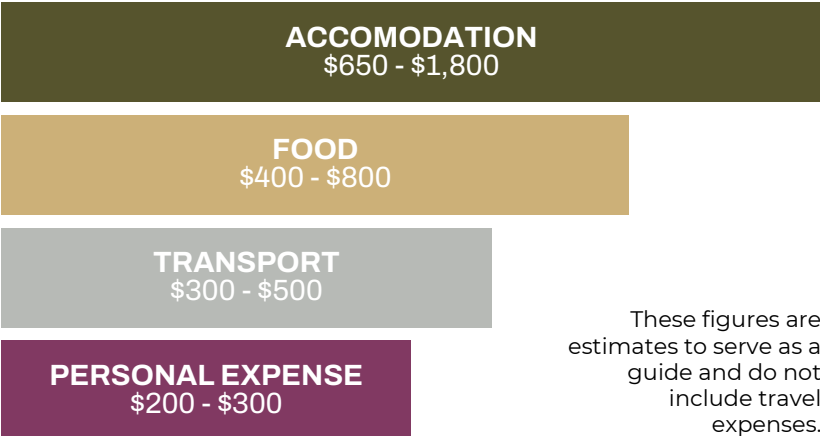 ACCOMODATION
$650 - $1,800
FOOD
$400 - $800
TRANSPORT
$300 - $500
PERSONAL EXPENSE
$200 - $300
These figures are
estimates to serve as a
guide and do not
include travel
expenses.